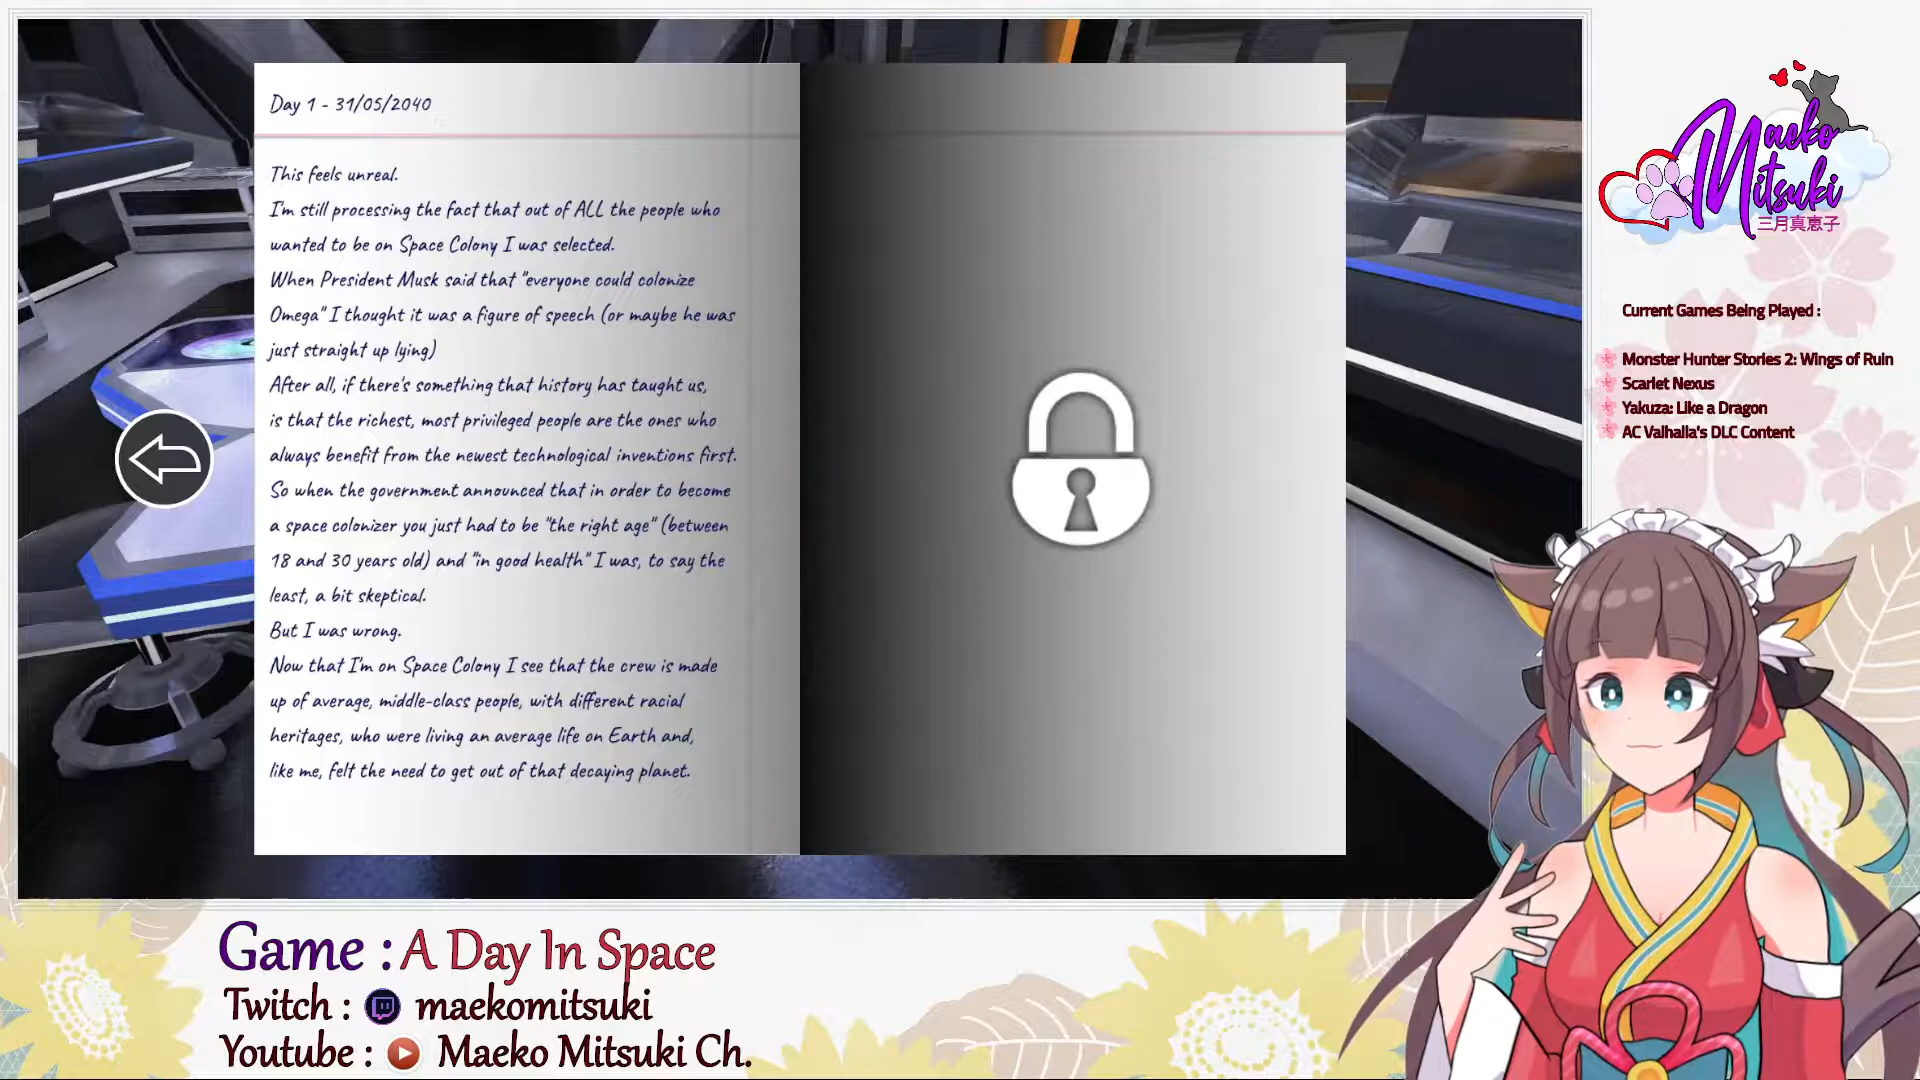 Day 1 - 31/05/2040
This feels unreal.
I'm still processing the fact that out of ALL the people who
wanted to be on Space Colony I was selected.
When President Musk said that "everyone could colonize
Omega" I thought it was a figure of speech (or maybe he was
just straight up lying)
After all, if there's something that history has taught us,
is that the richest, most privileged people are the ones who
always benefit from the newest technological inventions first.
So when the government announced that in order to become
a space colonizer you just had to be "the right age" (between
18 and 30 years old) and "in good health" I was, to say the
least, a bit skeptical.
But I was wrong.
Now that I'm on Space Colony I see that the crew is made
up of average, middle-class people, with different racial
heritages, who were living an average life on Earth and,
like me, felt the need to get out of that decaying planet.
Maeko
Mitsuki
三月真恵子
Current Games Being Played :
Monster Hunter Stories 2: Wings of Ruin
Scarlet Nexus
Yakuza: Like a Dragon
AC Valhalla's DLC Content
Game : A Day In Space
Twitch : maekomitsuki
Youtube : Maeko Mitsuki Ch.